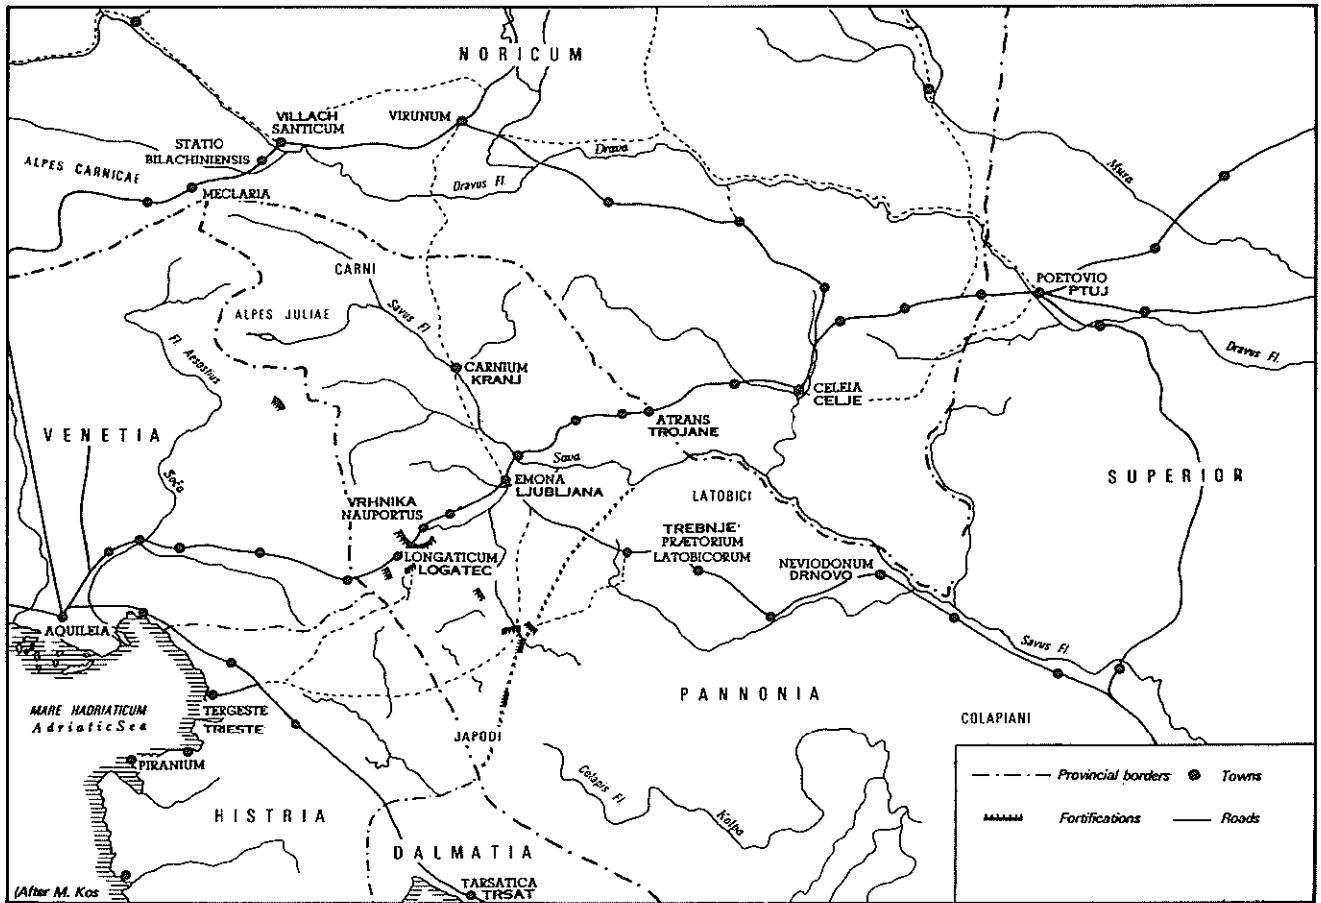 NORICUM
VILLACH
SANTICUM
VIRUNUM
STATIO
BILACHINIENSIS
ALPES CARNICAE
MECLARIA
Dravus Fl.
Drava
Mura
CARNI
ALPES JULIAE
Savus Fl.
Fl. Aesostius
POETOVIO
PTUJ
Dravus Fl.
CARNIUM
KRANJ
CELEIA
CELJE
ATRANS
TROJANE
VENETIA
Soča
Sava
EMONA
LJUBLJANA
LATOBICI
SUPERIOR
VRHNIKA
NAUPORTUS
TREBNJE-
PRÆTORIUM
LATOBICORUM
NEVIODONUM
DRNOVO
LONGATICUM
LOGATEC
AQUILEIA
Savus Fl.
MARE HADRIATICUM
Adriatic Sea
TERGESTE
TRIESTE
PANNONIA
COLAPIANI
JAPODI
PIRANIUM
Colapis Fl.
Kolpa
HISTRIA
DALMATIA
TARSATICA
TRSAT
Provincial borders
Towns
Fortifications
Roads
(After M. Kos